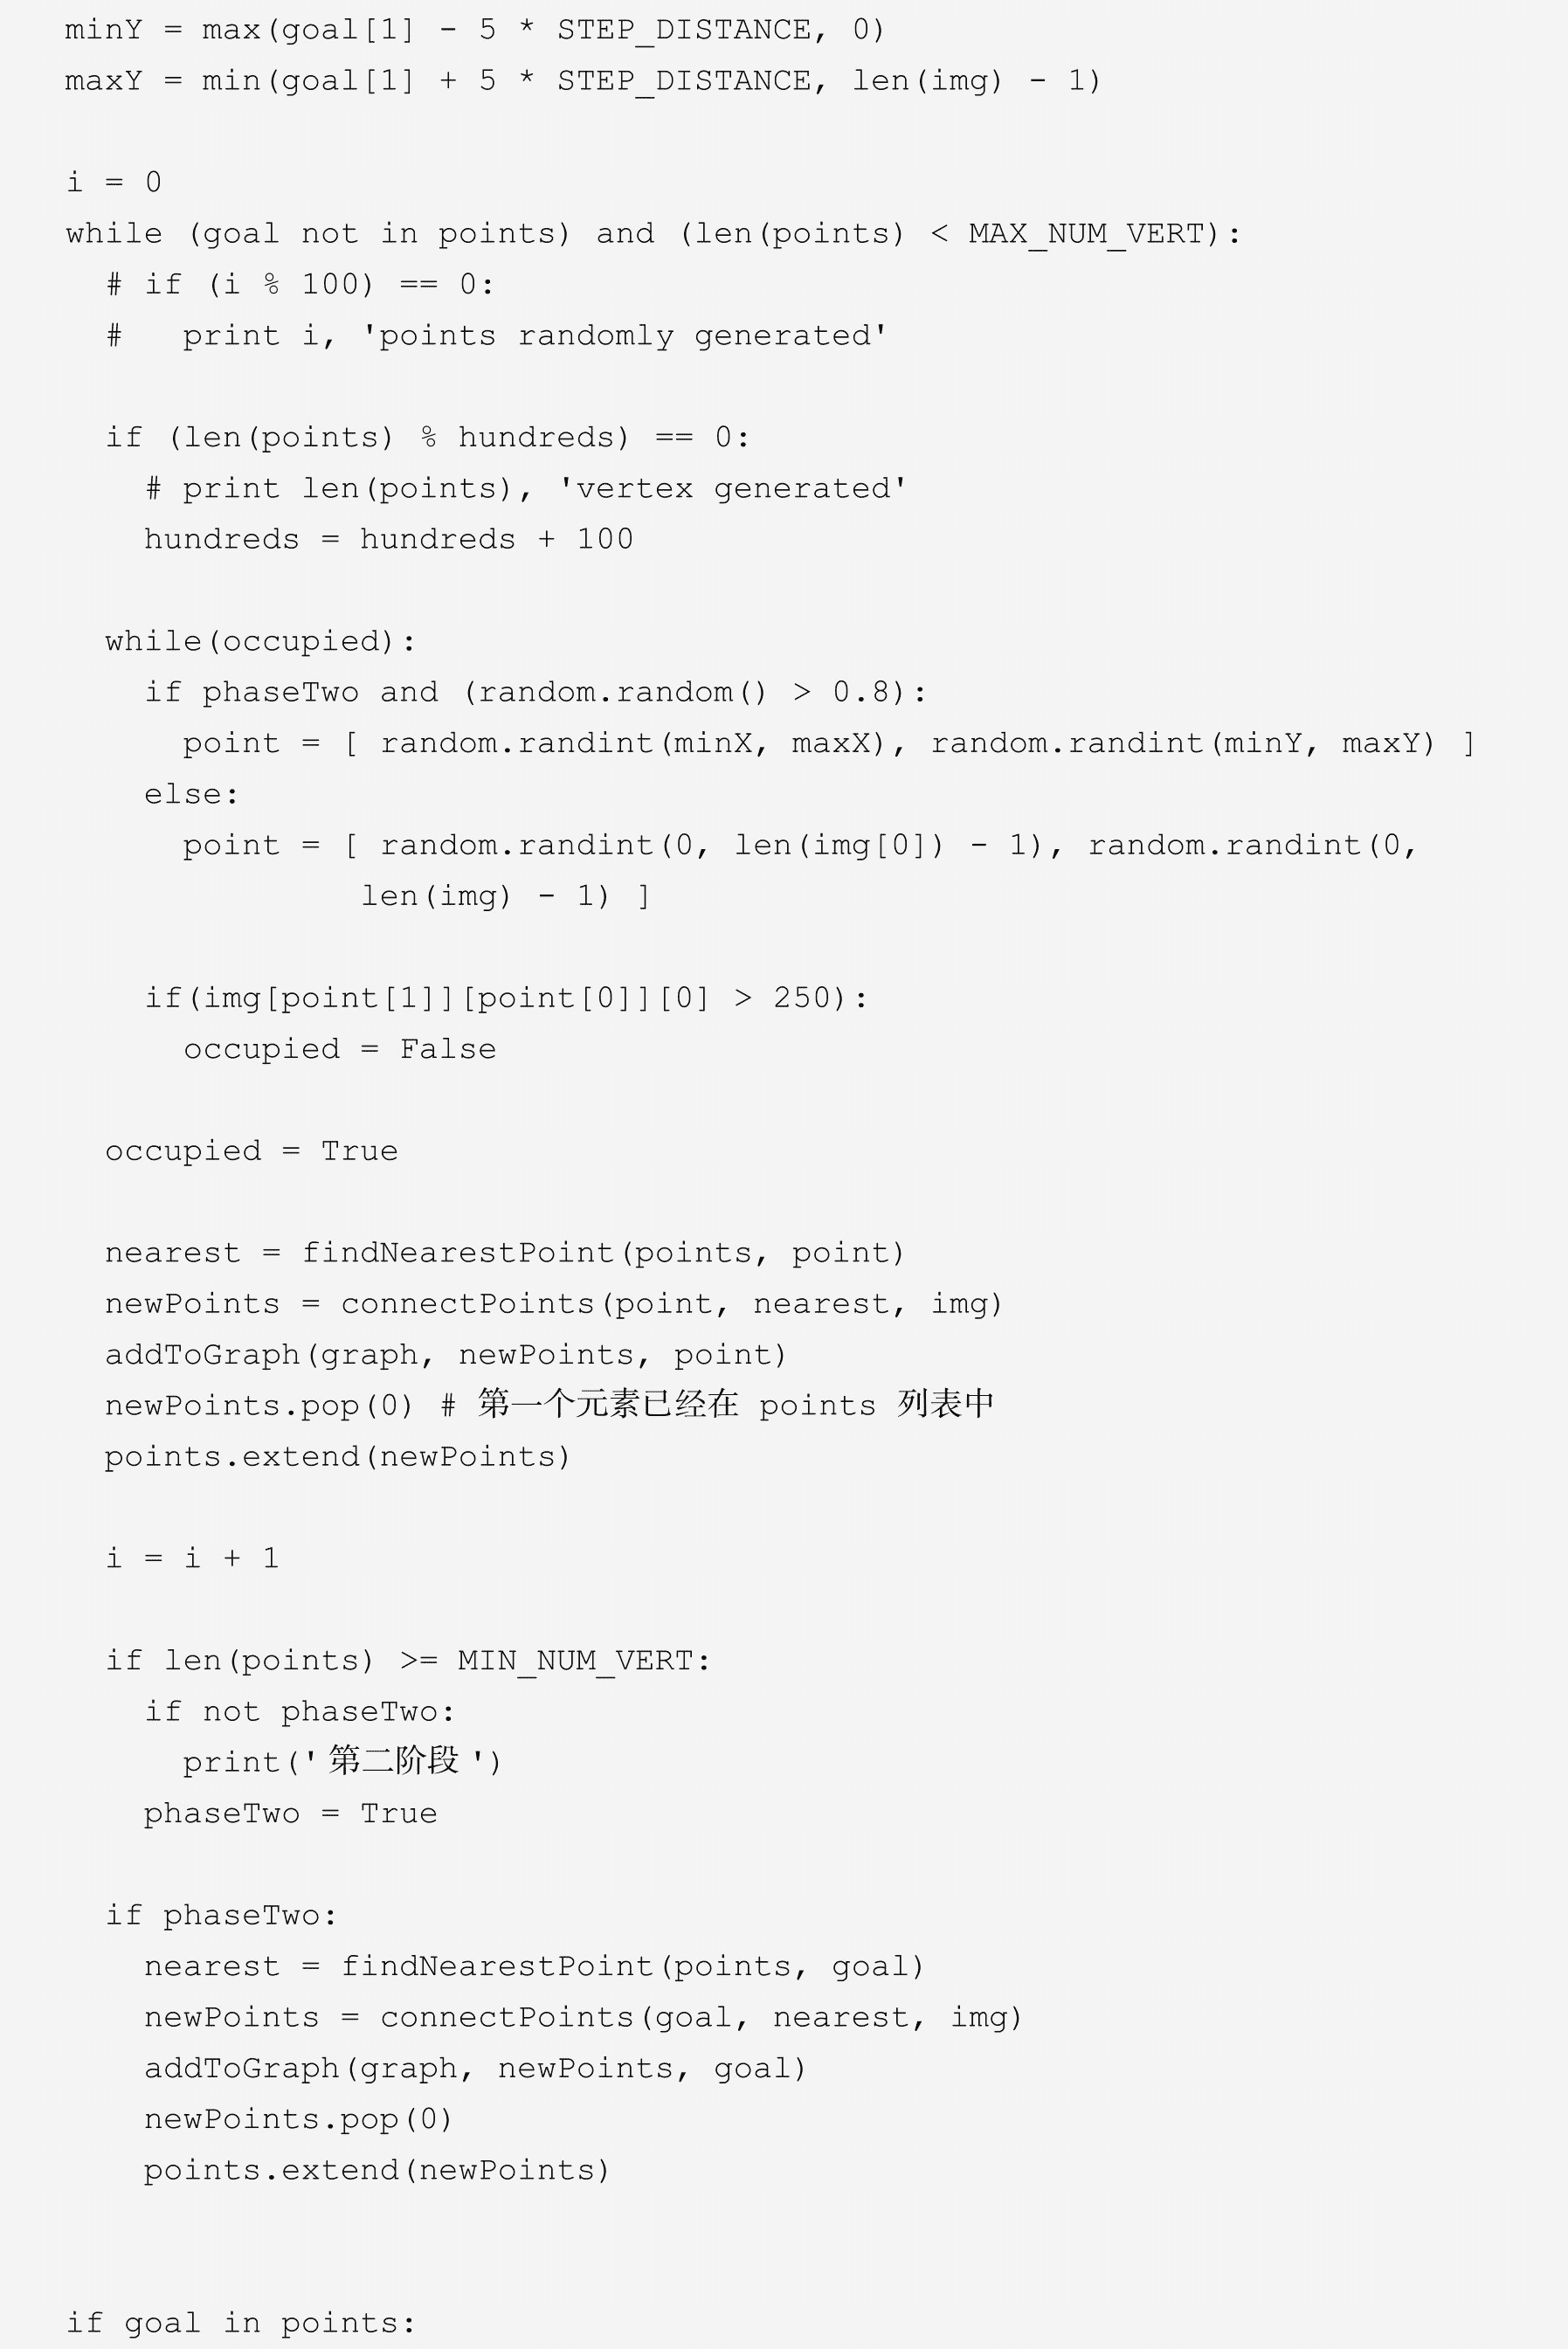 minY = max(goal[1] - 5 * STEP_DISTANCE, 0)
maxY = min(goal[1] + 5 * STEP_DISTANCE, len(img) - 1)
i = 0
while (goal not in points) and (len(points) < MAX_NUM_VERT):
  # if (i % 100) == 0:
  #   print i, 'points randomly generated'
  if (len(points) % hundreds) == 0:
    # print len(points), 'vertex generated'
    hundreds = hundreds + 100
  while(occupied):
    if phaseTwo and (random.random() > 0.8):
      point = [ random.randint(minX, maxX), random.randint(minY, maxY) ]
    else:
      point = [ random.randint(0, len(img[0]) - 1), random.randint(0,
               len(img) - 1) ]
    if(img[point[1]][point[0]][0] > 250):
      occupied = False
  occupied = True
  nearest = findNearestPoint(points, point)
  newPoints = connectPoints(point, nearest, img)
  addToGraph(graph, newPoints, point)
  newPoints.pop(0) # 第一个元素已经在 points 列表中
  points.extend(newPoints)
  i = i + 1
  if len(points) >= MIN_NUM_VERT:
    if not phaseTwo:
      print(' 第二阶段 ')
    phaseTwo = True
  if phaseTwo:
    nearest = findNearestPoint(points, goal)
    newPoints = connectPoints(goal, nearest, img)
    addToGraph(graph, newPoints, goal)
    newPoints.pop(0)
    points.extend(newPoints)
if goal in points: